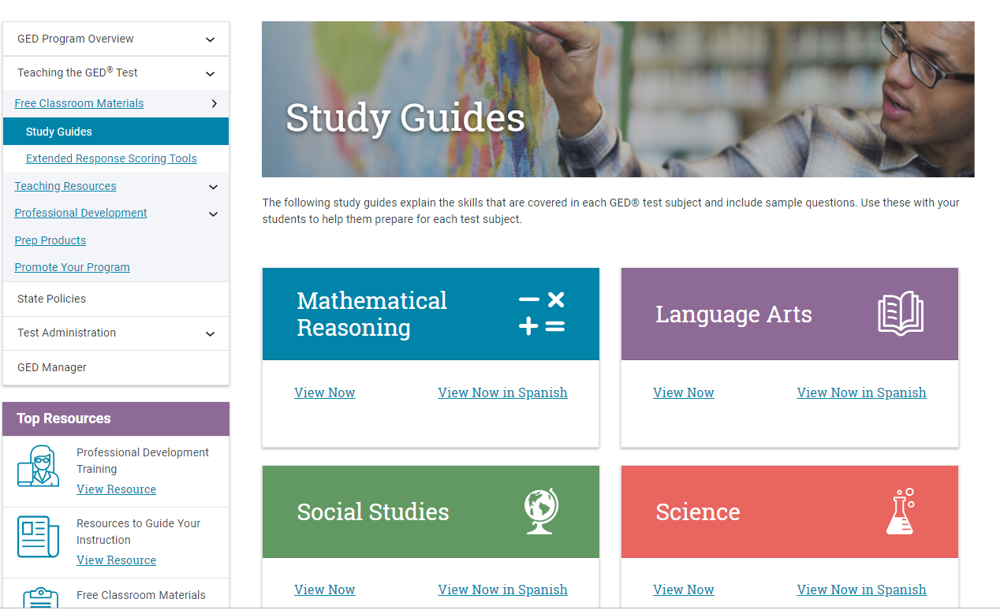 GED Program Overview
Teaching the GED® Test
Free Classroom Materials
Study Guides
Extended Response Scoring Tools
Teaching Resources
Professional Development
Prep Products
Promote Your Program
State Policies
Test Administration
GED Manager
Top Resources
Professional Development
Training
View Resource
Resources to Guide Your
Instruction
View Resource
Free Classroom Materials
Study Guides
The following study guides explain the skills that are covered in each GED® test subject and include sample questions. Use these with your
students to help them prepare for each test subject.
Mathematical
Reasoning
View Now
View Now in Spanish
Language Arts
View Now
View Now in Spanish
Social Studies
View Now
View Now in Spanish
Science
View Now
View Now in Spanish